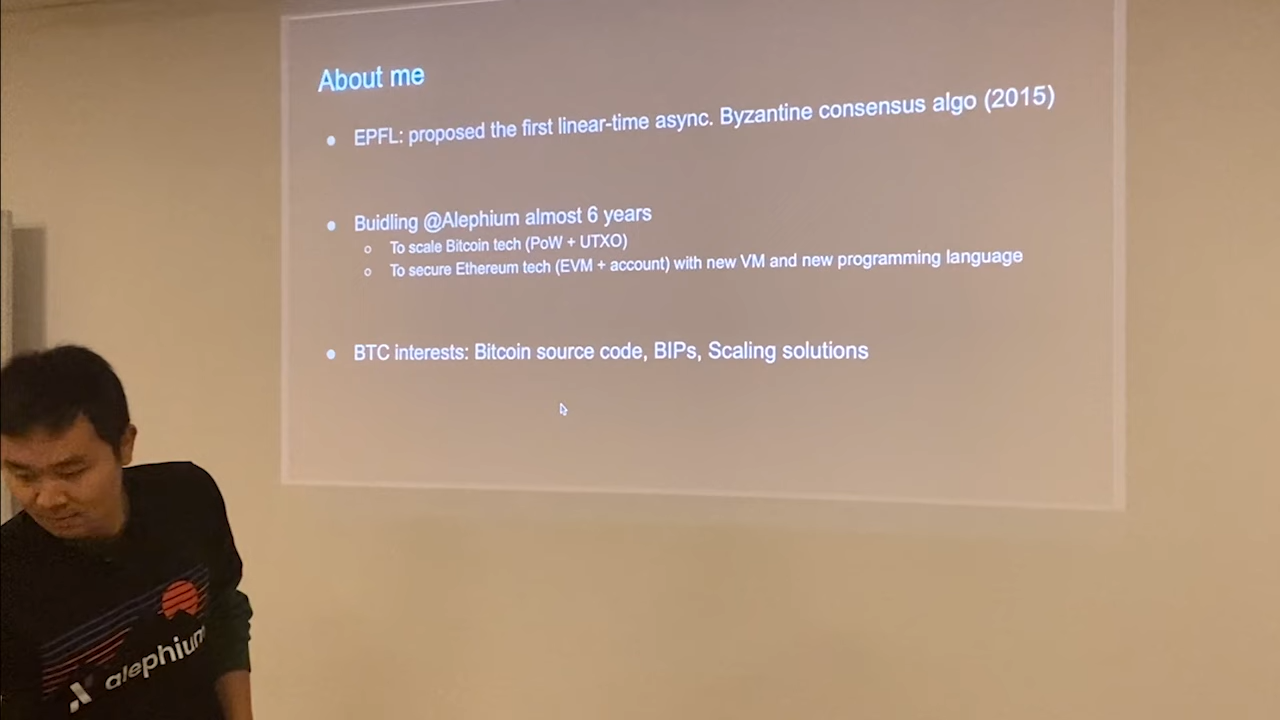 About me
EPFL: proposed the first linear-time async. Byzantine consensus algo (2015)
Buidling @Alephium almost 6 years
To scale Bitcoin tech (PoW + UTXO)
To secure Ethereum tech (EVM + account) with new VM and new programming language
BTC interests: Bitcoin source code, BIPs, Scaling solutions
alephium